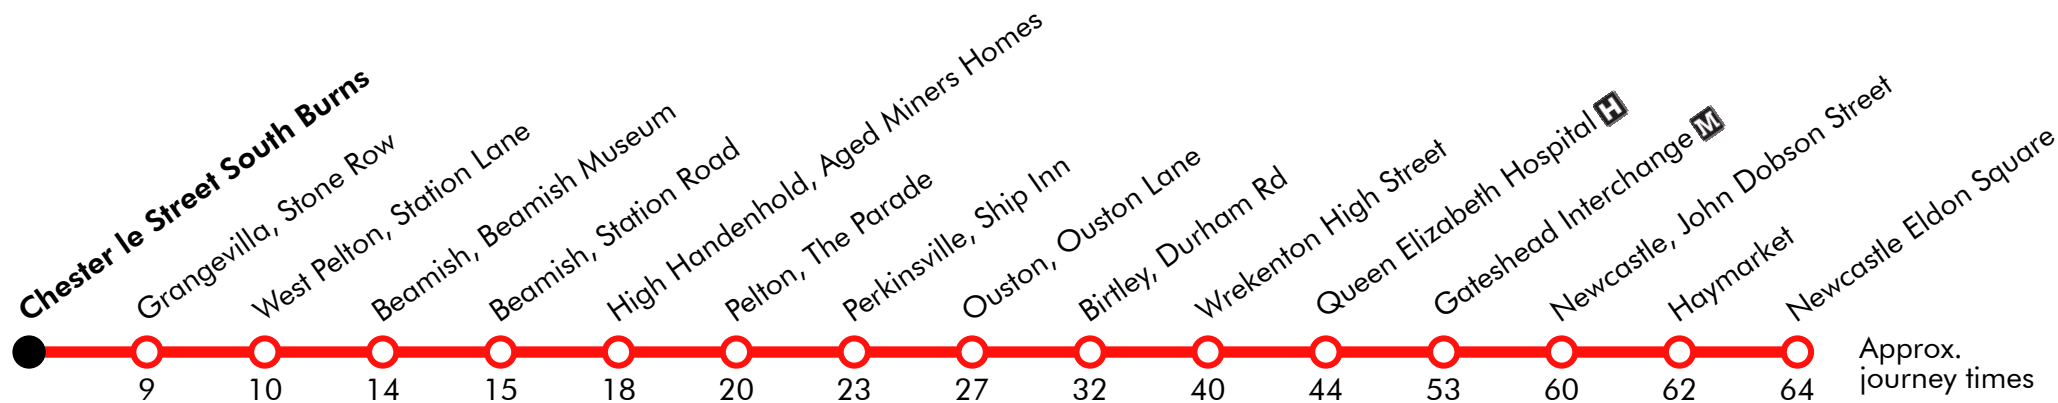 Chester le Street South Burns
Grangevilla, Stone Row
West Pelton, Station Lane
Beamish, Beamish Museum
Beamish, Station Road
High Handenhold, Aged Miners Homes
Pelton, The Parade
Perkinsville, Ship Inn
Ouston, Ouston Lane
Birtley, Durham Rd
Wrekenton High Street
Queen Elizabeth Hospital H
Gateshead Interchange M
Newcastle, John Dobson Street
Haymarket
Newcastle Eldon Square
9 10 14 15 18 20 23 27 32 40 44 53 60 62 64
Approx.
journey times